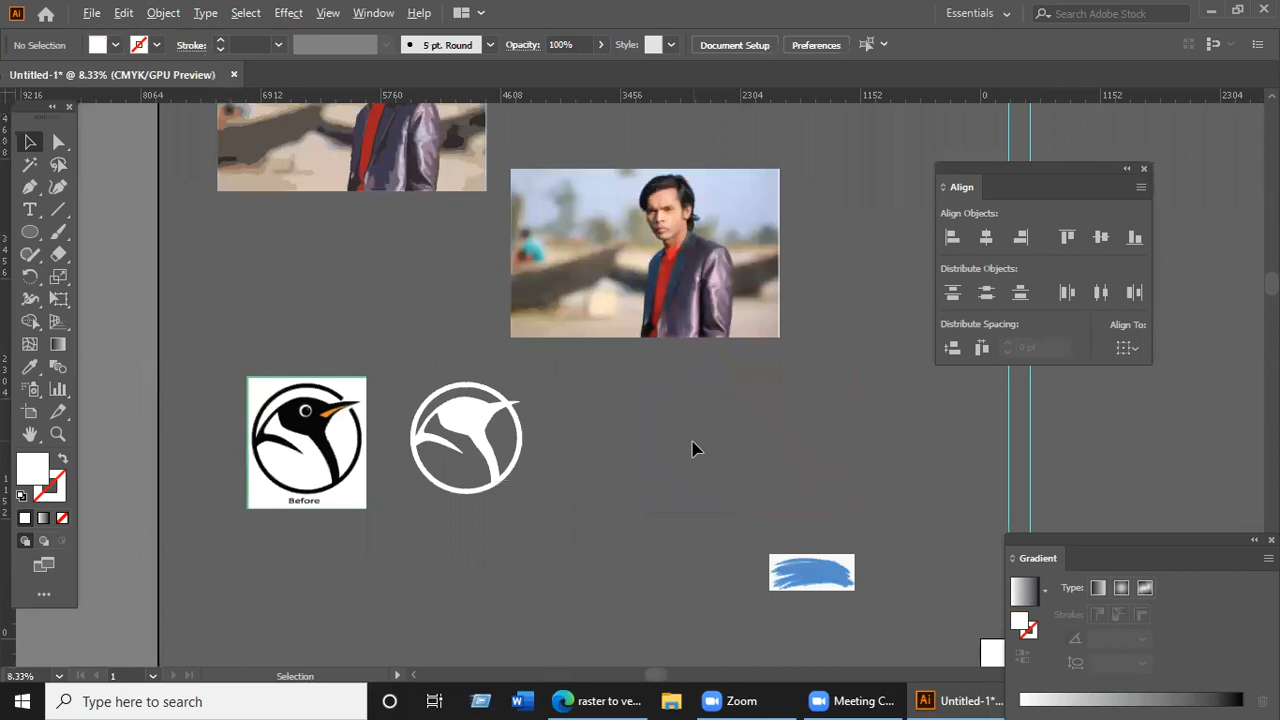 File Edit Object Type Select Effect View Window Help Essentials Search Adobe Stock
No Selection Stroke: 5 pt. Round Opacity: 100% Style: Document Setup Preferences
Untitled-1* @ 8.33% (CMYK/GPU Preview)
9216 8064 6912 5760 4608 3456 2304 1152 0 1152 2304
Align
Align Objects:
Distribute Objects:
Distribute Spacing: Align To:
0 pt
Before
Gradient
Type:
Stroke:
8.33% 1 Selection
Type here to search raster to ve... Zoom Meeting C... Untitled-1*...